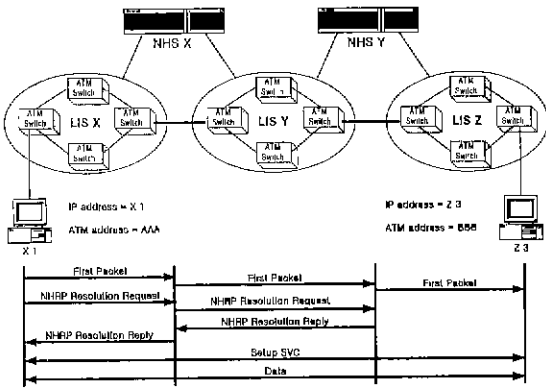 NHS X
NHS Y
ATM Switch
ATM Switch
ATM Switch
ATM Switch
LIS X
ATM Switch
ATM Switch
ATM Switch
ATM Switch
LIS Y
ATM Switch
ATM Switch
ATM Switch
ATM Switch
LIS Z
IP address = X 1
ATM address = AAA
X 1
IP address = Z 3
ATM address = BBB
Z 3
First Packet
First Packet
First Packet
NHRP Resolution Request
NHRP Resolution Request
NHRP Resolution Reply
NHRP Resolution Reply
Setup SVC
Data